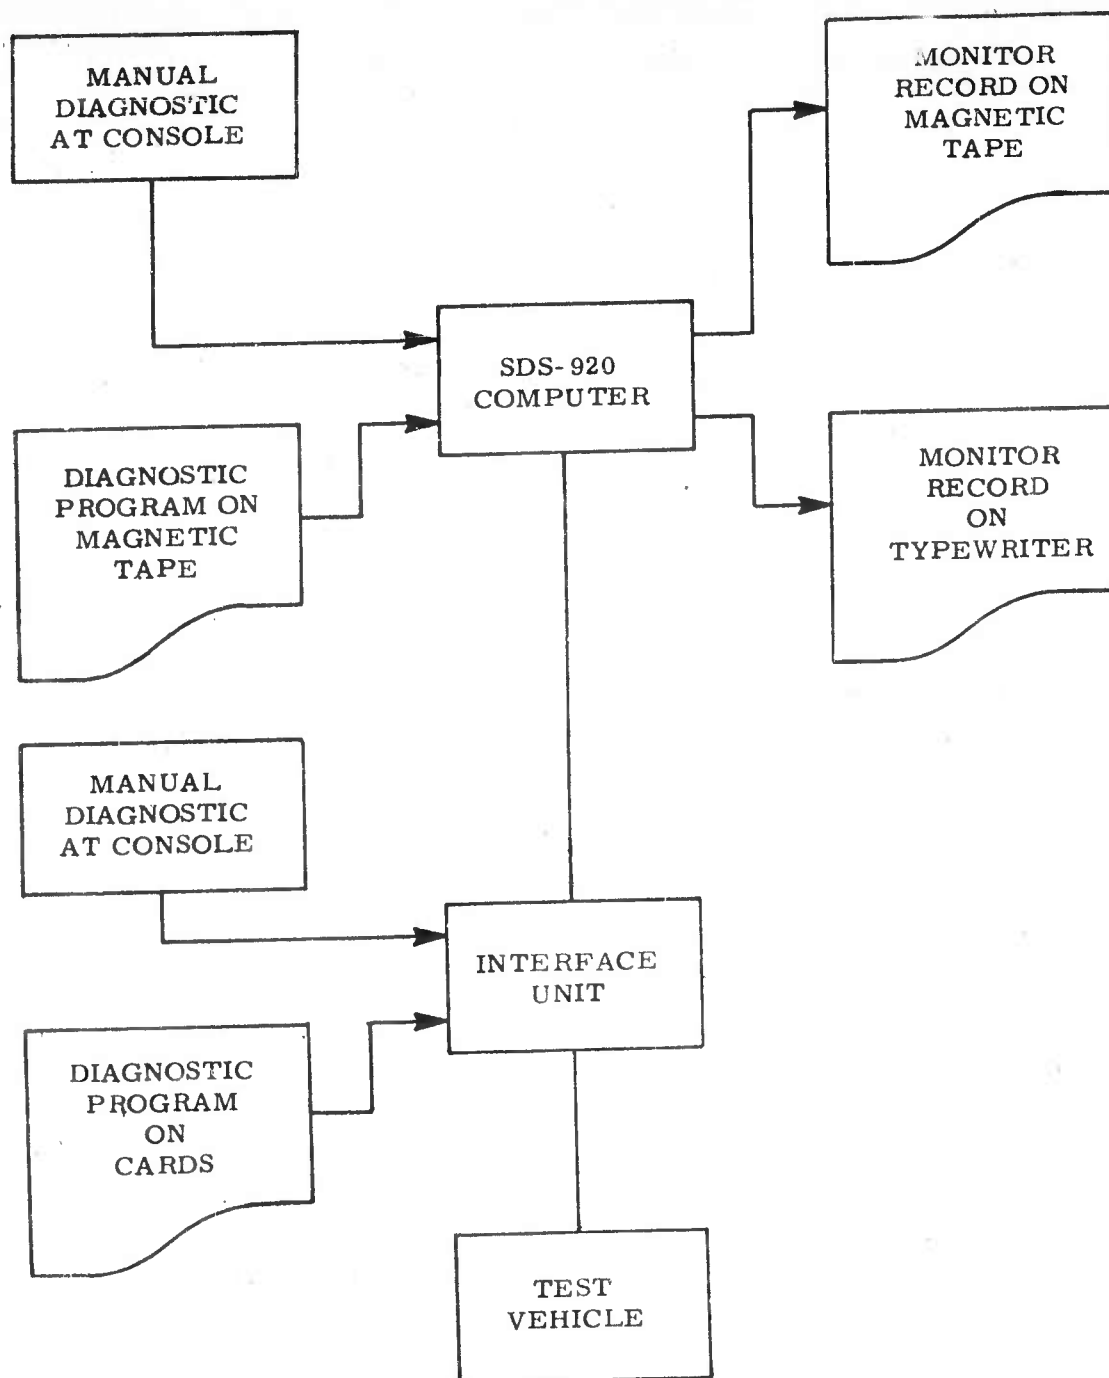 MANUAL
DIAGNOSTIC
AT CONSOLE
MONITOR
RECORD ON
MAGNETIC
TAPE
SDS-920
COMPUTER
DIAGNOSTIC
PROGRAM ON
MAGNETIC
TAPE
MONITOR
RECORD
ON
TYPEWRITER
MANUAL
DIAGNOSTIC
AT CONSOLE
INTERFACE
UNIT
DIAGNOSTIC
PROGRAM
ON
CARDS
TEST
VEHICLE